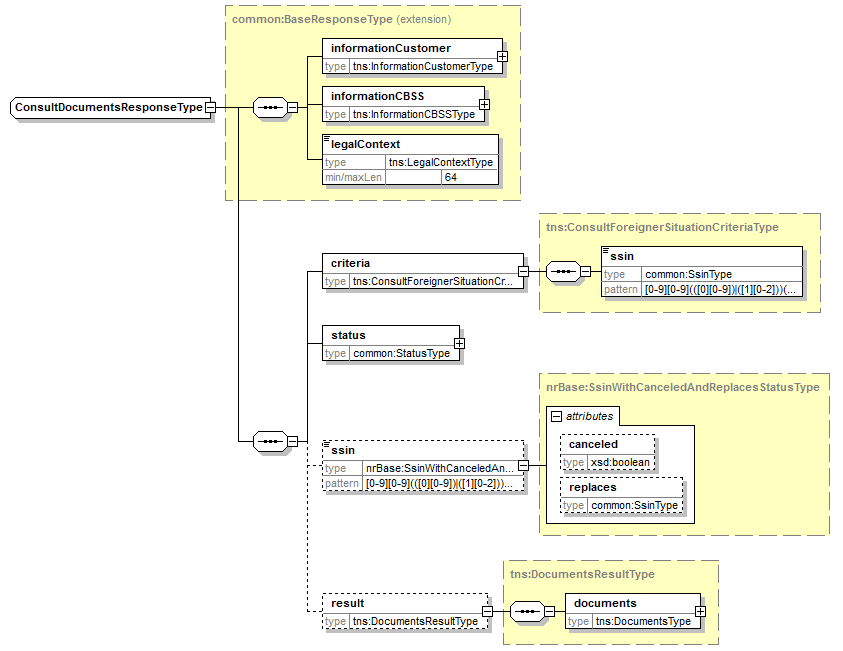 common:BaseResponseType (extension)
informationCustomer
type tns:InformationCustomerType
ConsultDocumentsResponseType
informationCBSS
type tns:InformationCBSSType
legalContext
type tns:LegalContextType
min/maxLen 64
tns:ConsultForeignerSituationCriteriaType
criteria
type tns:ConsultForeignerSituationCr...
ssin
type common:SsinType
pattern [0-9][0-9](([0][0-9])|([1][0-2]))(...
status
type common:StatusType
nrBase:SsinWithCanceledAndReplacesStatusType
ssin
type nrBase:SsinWithCanceledAn...
pattern [0-9][0-9](([0][0-9])|([1][0-2]))...
attributes
canceled
type xsd:boolean
replaces
type common:SsinType
tns:DocumentsResultType
result
type tns:DocumentsResultType
documents
type tns:DocumentsType